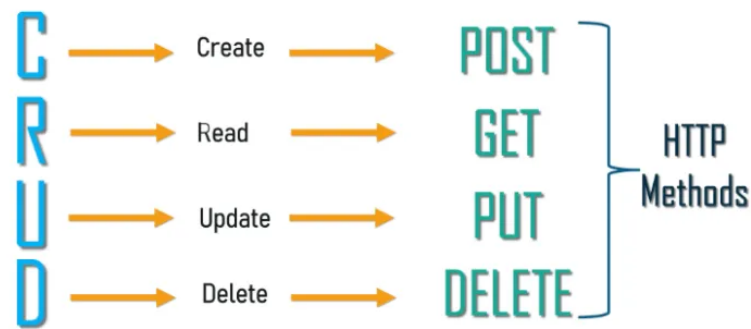 C Create POST
R Read GET
U Update PUT
D Delete DELETE
HTTP
Methods